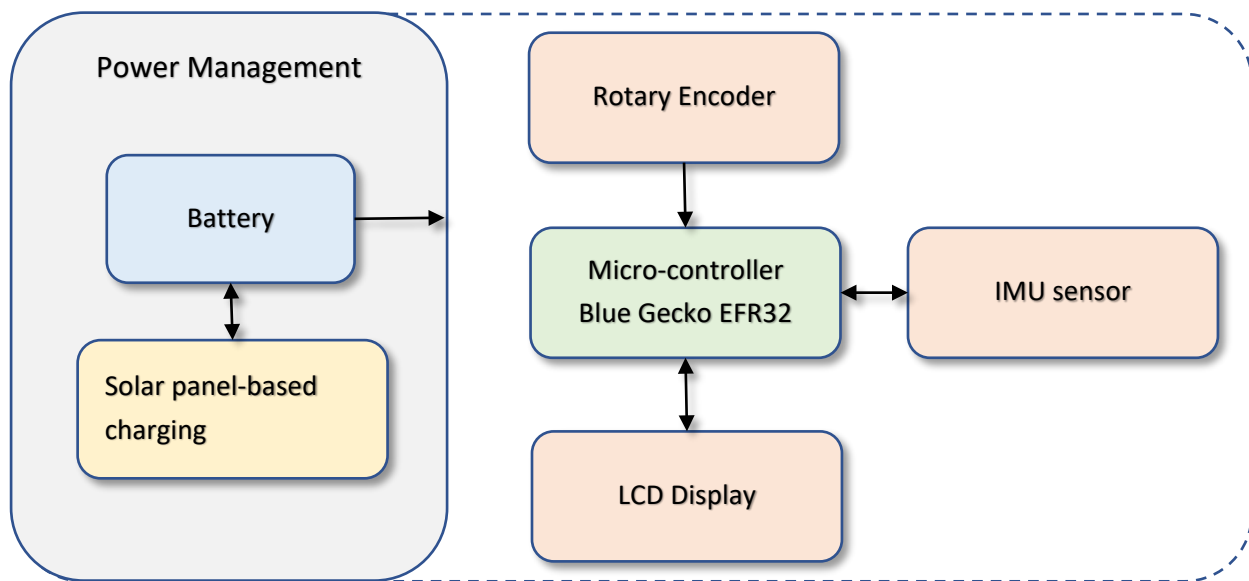 Power Management
Battery
Solar panel-based
charging
Rotary Encoder
Micro-controller
Blue Gecko EFR32
IMU sensor
LCD Display